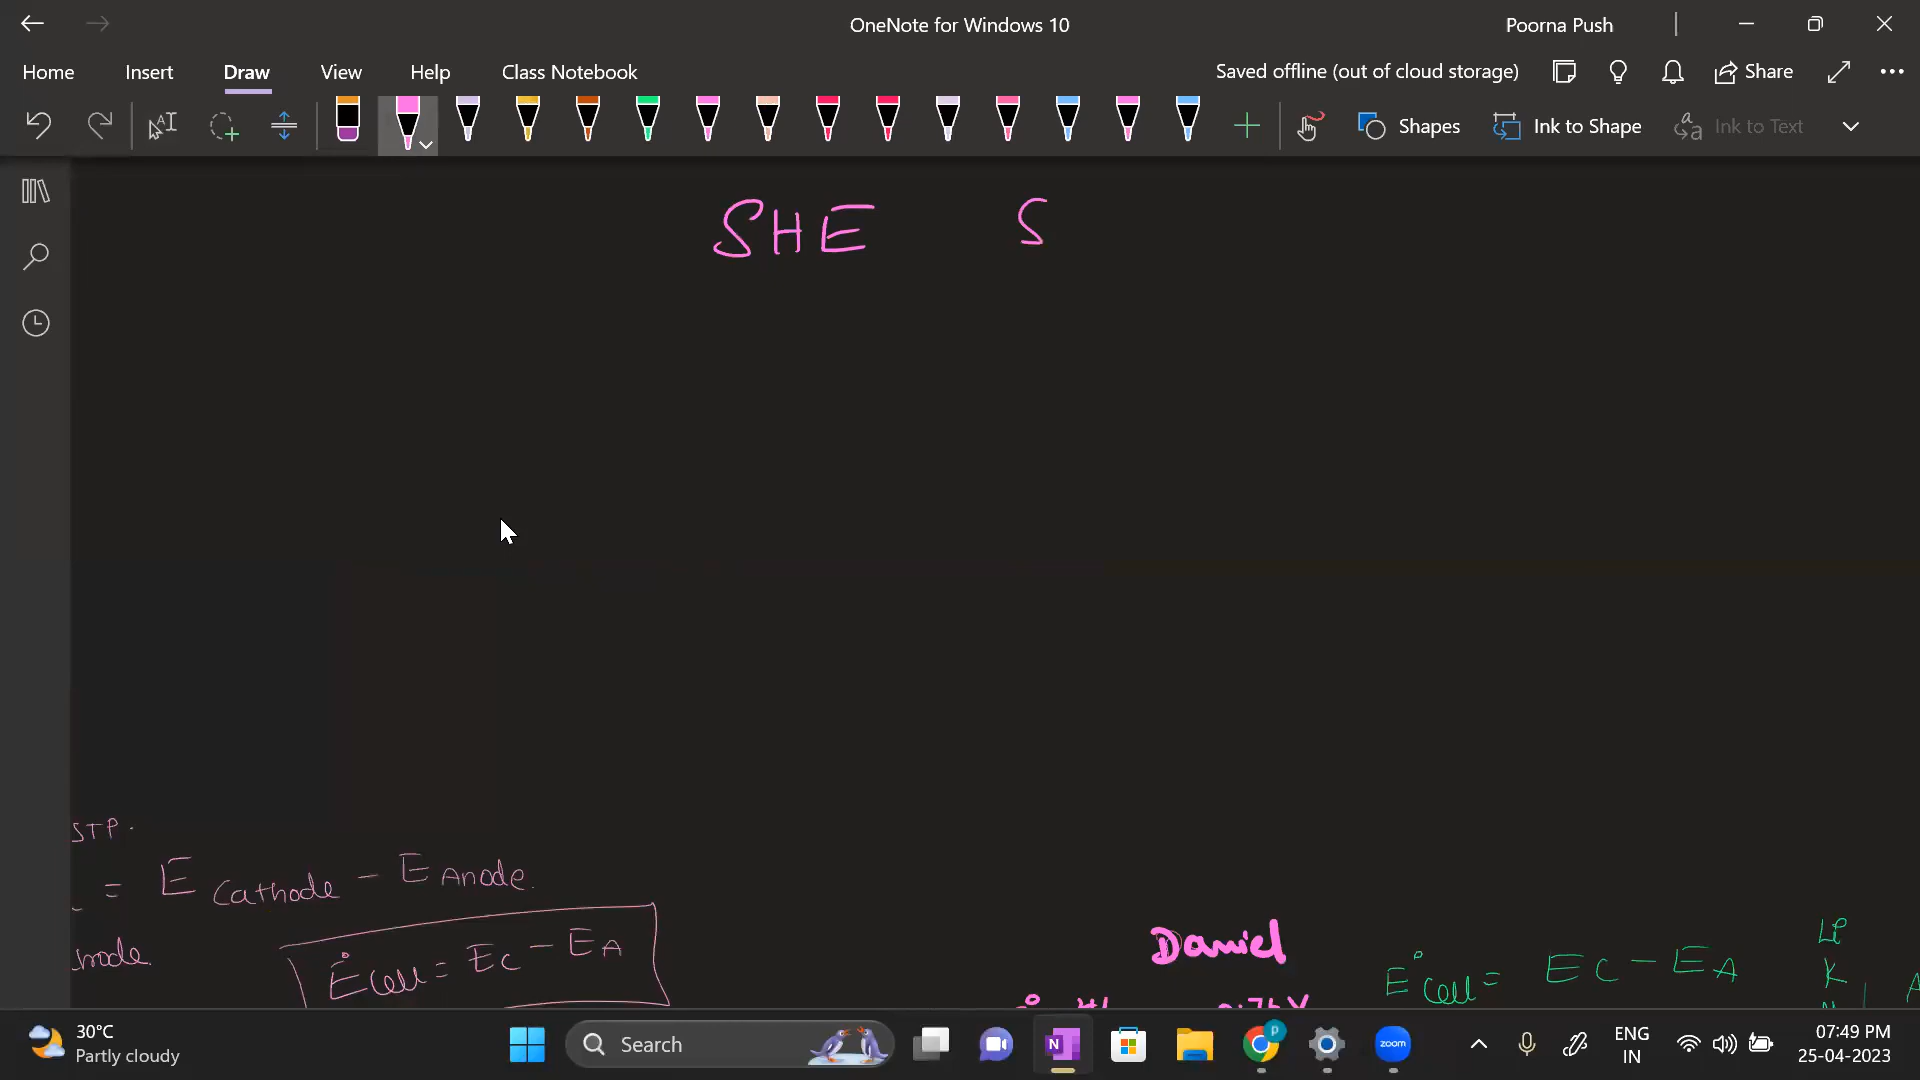 OneNote for Windows 10
Poorna Push
Home Insert Draw View Help Class Notebook
Saved offline (out of cloud storage)
Share
Shapes
Ink to Shape
Ink to Text
SHE S
STP.
= E Cathode - E Anode.
E°cell = EC - EA
Daniel
E°cell = EC - EA
Li
K
Search
30°C
Partly cloudy
zoom
ENG
IN
07:49 PM
25-04-2023